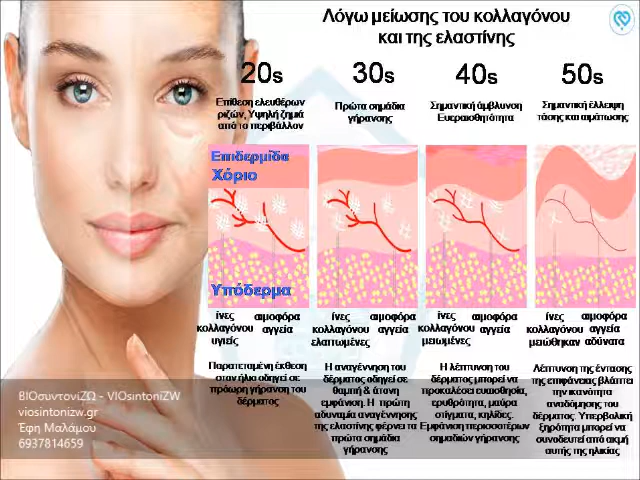 Λόγω μείωσης του κολλαγόνου
και της ελαστίνης
20s
Επίθεση ελευθέρων
ριζών, Υψηλή ζημιά
από το περιβάλλον
30s
Πρώτα σημάδια
γήρανσης
40s
Σημαντική άμβλυνση
Ευεραισθητότητα
50s
Σημαντική έλλειψη
τάσης και αιμάτωσης
Επιδερμίδα
Χόριο
Υπόδερμα
ίνες αιμοφόρα
κολλαγόνου αγγεία
υγιείς
ίνες αιμοφόρα
κολλαγόνου αγγεία
ελαττωμένες
ίνες αιμοφόρα
κολλαγόνου αγγεία
μειωμένες
ίνες αιμοφόρα
κολλαγόνου αγγεία
μειώθηκαν αδύνατα
Παρατεταμένη έκθεση
στον ήλιο οδηγεί σε
πρόωρη γήρανση του
δέρματος
Η αναγέννηση του
δέρματος οδηγεί σε
θαμπή & άτονη
εμφάνιση. Η πρώτη
αδυναμία αναγέννησης
της ελαστίνης φέρνει τα
πρώτα σημάδια
γήρανσης
Η λέπτυνση του
δέρματος μπορεί να
προκαλέσει ευαισθησία,
ερυθρότητα, μαύρα
στίγματα, κηλίδες.
Εμφάνιση περισσοτέρων
σημαδιών γήρανσης
Λέπτυνση της έντασης
της επιφάνειας βλάπτει
την ικανότητα
αναδόμησης του
δέρματος. Υπερβολική
ξηρότητα μπορεί να
συνοδευτεί από ακμή
αυτής της ηλικίας
ΒΙΟσυντονίΖΩ - VIOsintoniZW
viosintonizw.gr
Έφη Μαλάμου
6937814659